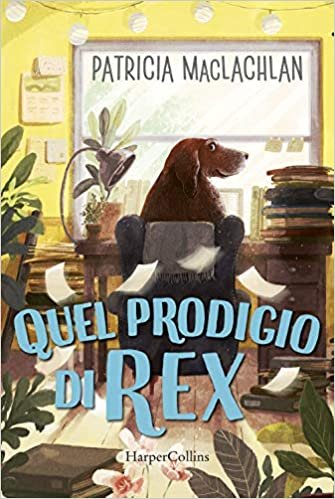 PATRICIA MACLACHLAN
QUEL PRODIGIO
DI REX
HarperCollins